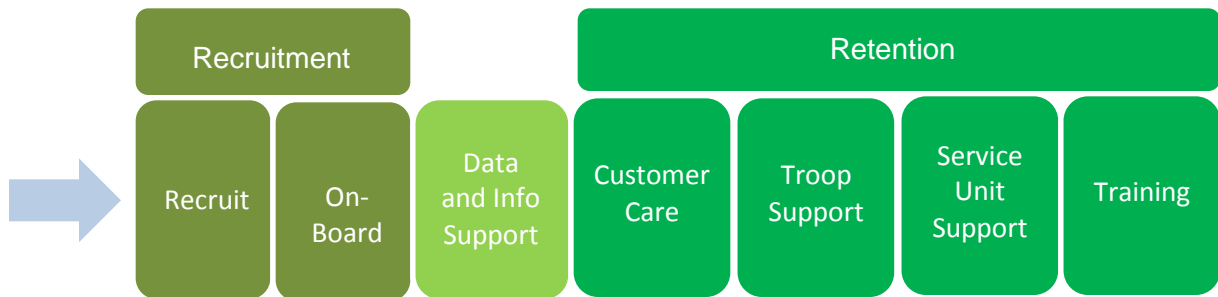 Recruitment
Retention
Recruit
On-
Board
Data
and Info
Support
Customer
Care
Troop
Support
Service
Unit
Support
Training